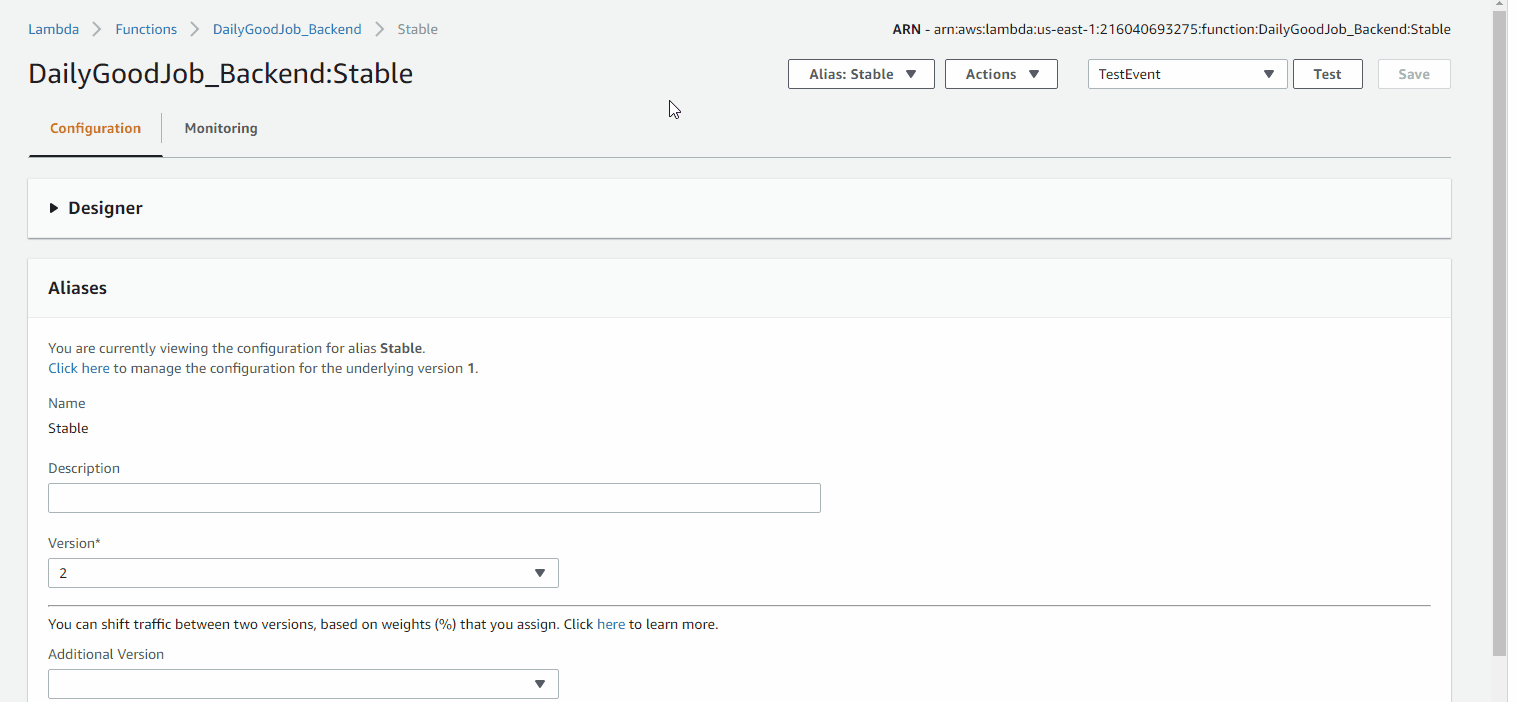 Lambda > Functions > DailyGoodJob_Backend > Stable
ARN - arn:aws:lambda:us-east-1:216040693275:function:DailyGoodJob_Backend:Stable
DailyGoodJob_Backend:Stable
Alias: Stable Actions TestEvent Test Save
Configuration Monitoring
Designer
Aliases
You are currently viewing the configuration for alias Stable.
Click here to manage the configuration for the underlying version 1.
Name
Stable
Description
Version*
2
You can shift traffic between two versions, based on weights (%) that you assign. Click here to learn more.
Additional Version